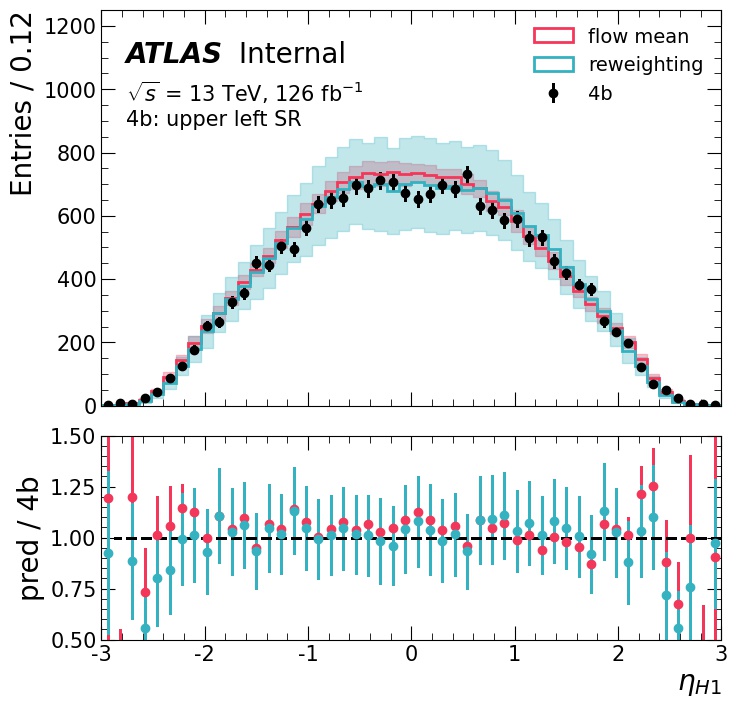 ATLAS Internal
√s = 13 TeV, 126 fb⁻¹
4b: upper left SR
flow mean
reweighting
4b
Entries / 0.12
1200
1000
800
600
400
200
0
pred / 4b
1.50
1.25
1.00
0.75
0.50
-3 -2 -1 0 1 2 3
η_{H1}